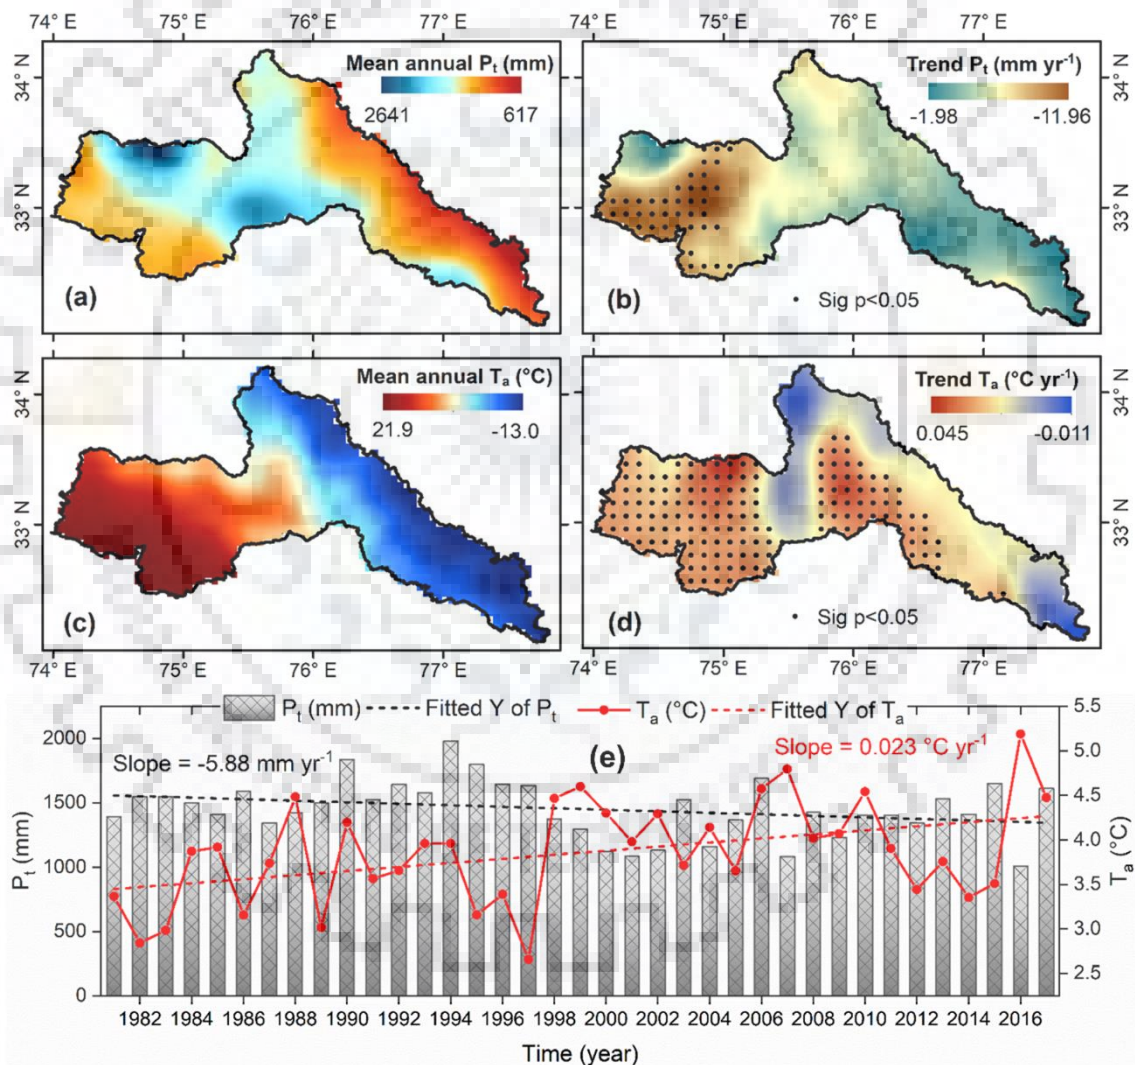 74° E 75° E 76° E 77° E 74° E 75° E 76° E 77° E
34° N
33° N
Mean annual Pt (mm)
2641 617
(a)
Trend Pt (mm yr-1)
-1.98 -11.96
• Sig p<0.05
(b)
34° N
33° N
34° N
33° N
Mean annual Ta (°C)
21.9 -13.0
(c)
Trend Ta (°C yr-1)
0.045 -0.011
• Sig p<0.05
(d)
34° N
33° N
74° E 75° E 76° E 77° E 74° E 75° E 76° E 77° E
Pt (mm) Fitted Y of Pt Ta (°C) Fitted Y of Ta
Slope = -5.88 mm yr-1 (e) Slope = 0.023 °C yr-1
2000
1500
1000
500
0
Pt (mm)
5.5
5.0
4.5
4.0
3.5
3.0
2.5
Ta (°C)
1982 1984 1986 1988 1990 1992 1994 1996 1998 2000 2002 2004 2006 2008 2010 2012 2014 2016
Time (year)